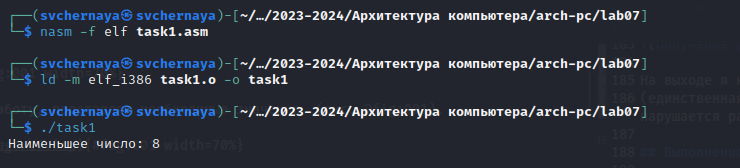 ┌──(svchernaya㉿svchernaya)-[~/…/2023-2024/Архитектура компьютера/arch-pc/lab07]
└─$ nasm -f elf task1.asm
┌──(svchernaya㉿svchernaya)-[~/…/2023-2024/Архитектура компьютера/arch-pc/lab07]
└─$ ld -m elf_i386 task1.o -o task1
┌──(svchernaya㉿svchernaya)-[~/…/2023-2024/Архитектура компьютера/arch-pc/lab07]
└─$ ./task1
Наименьшее число: 8